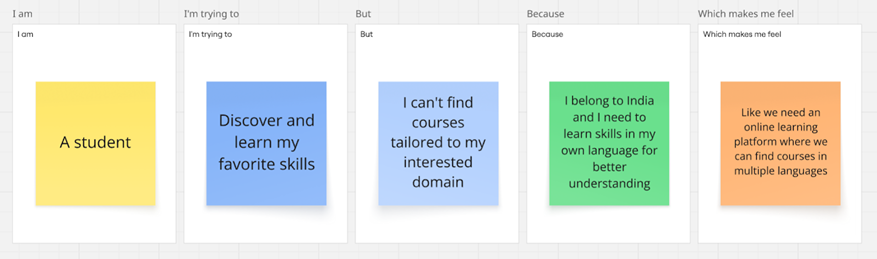 I am
I'm trying to
But
Because
Which makes me feel
I am
I'm trying to
But
Because
Which makes me feel
A student
Discover and
learn my
favorite skills
I can't find
courses
tailored to my
interested
domain
I belong to India
and I need to
learn skills in my
own language for
better
understanding
Like we need an
online learning
platform where we
can find courses in
multiple languages